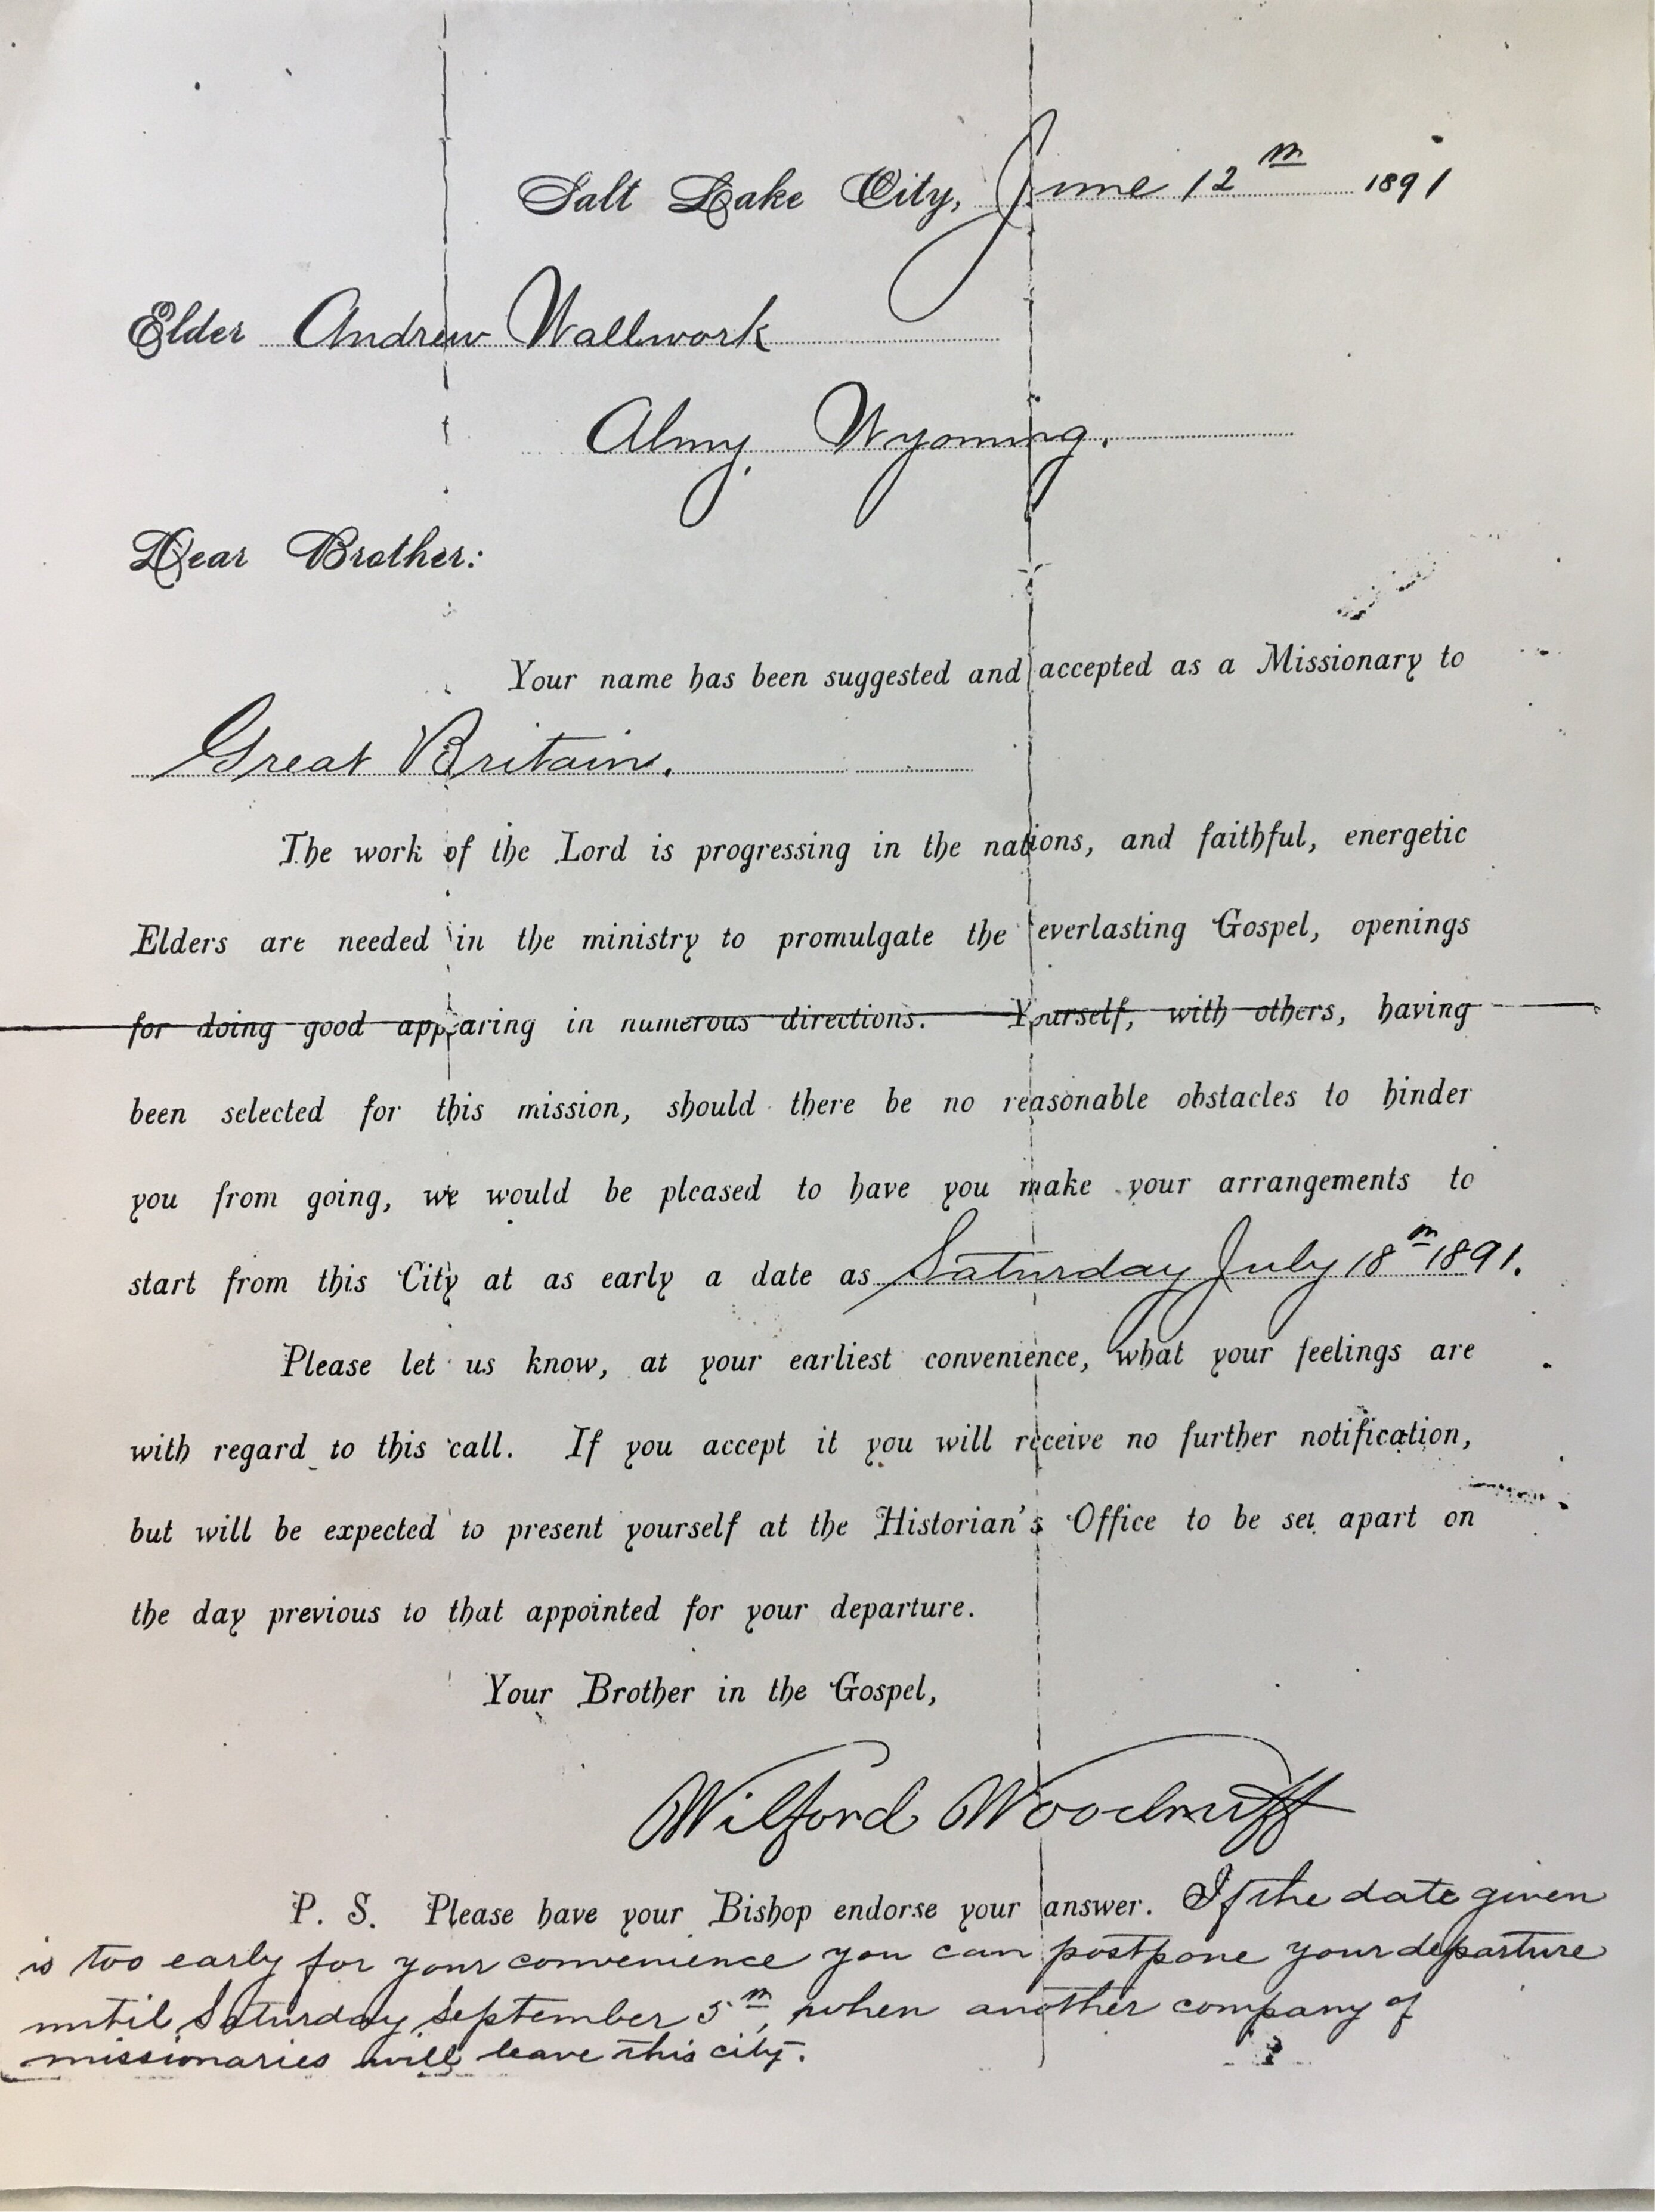 Salt Lake City, June 12th 1891
Elder Andrew Wallwork
Almy, Wyoming.
Dear Brother:
Your name has been suggested and accepted as a Missionary to
Great Britain.
The work of the Lord is progressing in the nations, and faithful, energetic
Elders are needed in the ministry to promulgate the everlasting Gospel, openings
for doing good appearing in numerous directions. Yourself, with others, having
been selected for this mission, should there be no reasonable obstacles to hinder
you from going, we would be pleased to have you make your arrangements to
start from this City at as early a date as Saturday July 18th 1891.
Please let us know, at your earliest convenience, what your feelings are
with regard to this call. If you accept it you will receive no further notification,
but will be expected to present yourself at the Historian's Office to be set apart on
the day previous to that appointed for your departure.
Your Brother in the Gospel,
Wilford Woodruff
P. S. Please have your Bishop endorse your answer. If the date given
is too early for your convenience you can postpone your departure
until Saturday September 5th, when another company of
missionaries will leave this city.